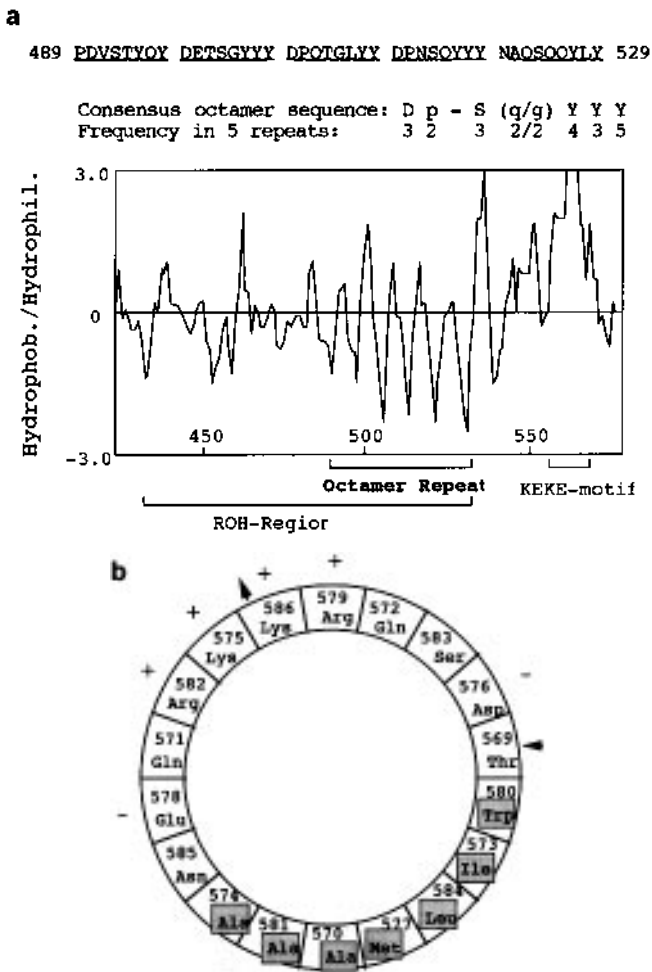 a
489 PDVSTYQY DETSGYYY DPQTGLYY DPNSQYYY NAQSQQYLY 529
Consensus octamer sequence: D p - S (q/g) Y Y Y
Frequency in 5 repeats: 3 2 3 2/2 4 3 5
Hydrophob./Hydrophil.
3.0
0
-3.0
450 500 550
Octamer Repeat
KEKE-motif
ROH-Regior
b
+ + + + + - -
586 Lys
579 Arg
572 Gln
583 Ser
576 Asp
569 Thr
580 Trp
573 Ile
584 Leu
577 Met
570 Ala
581 Ala
574 Ala
585 Asn
578 Glu
571 Gln
582 Arg
575 Lys